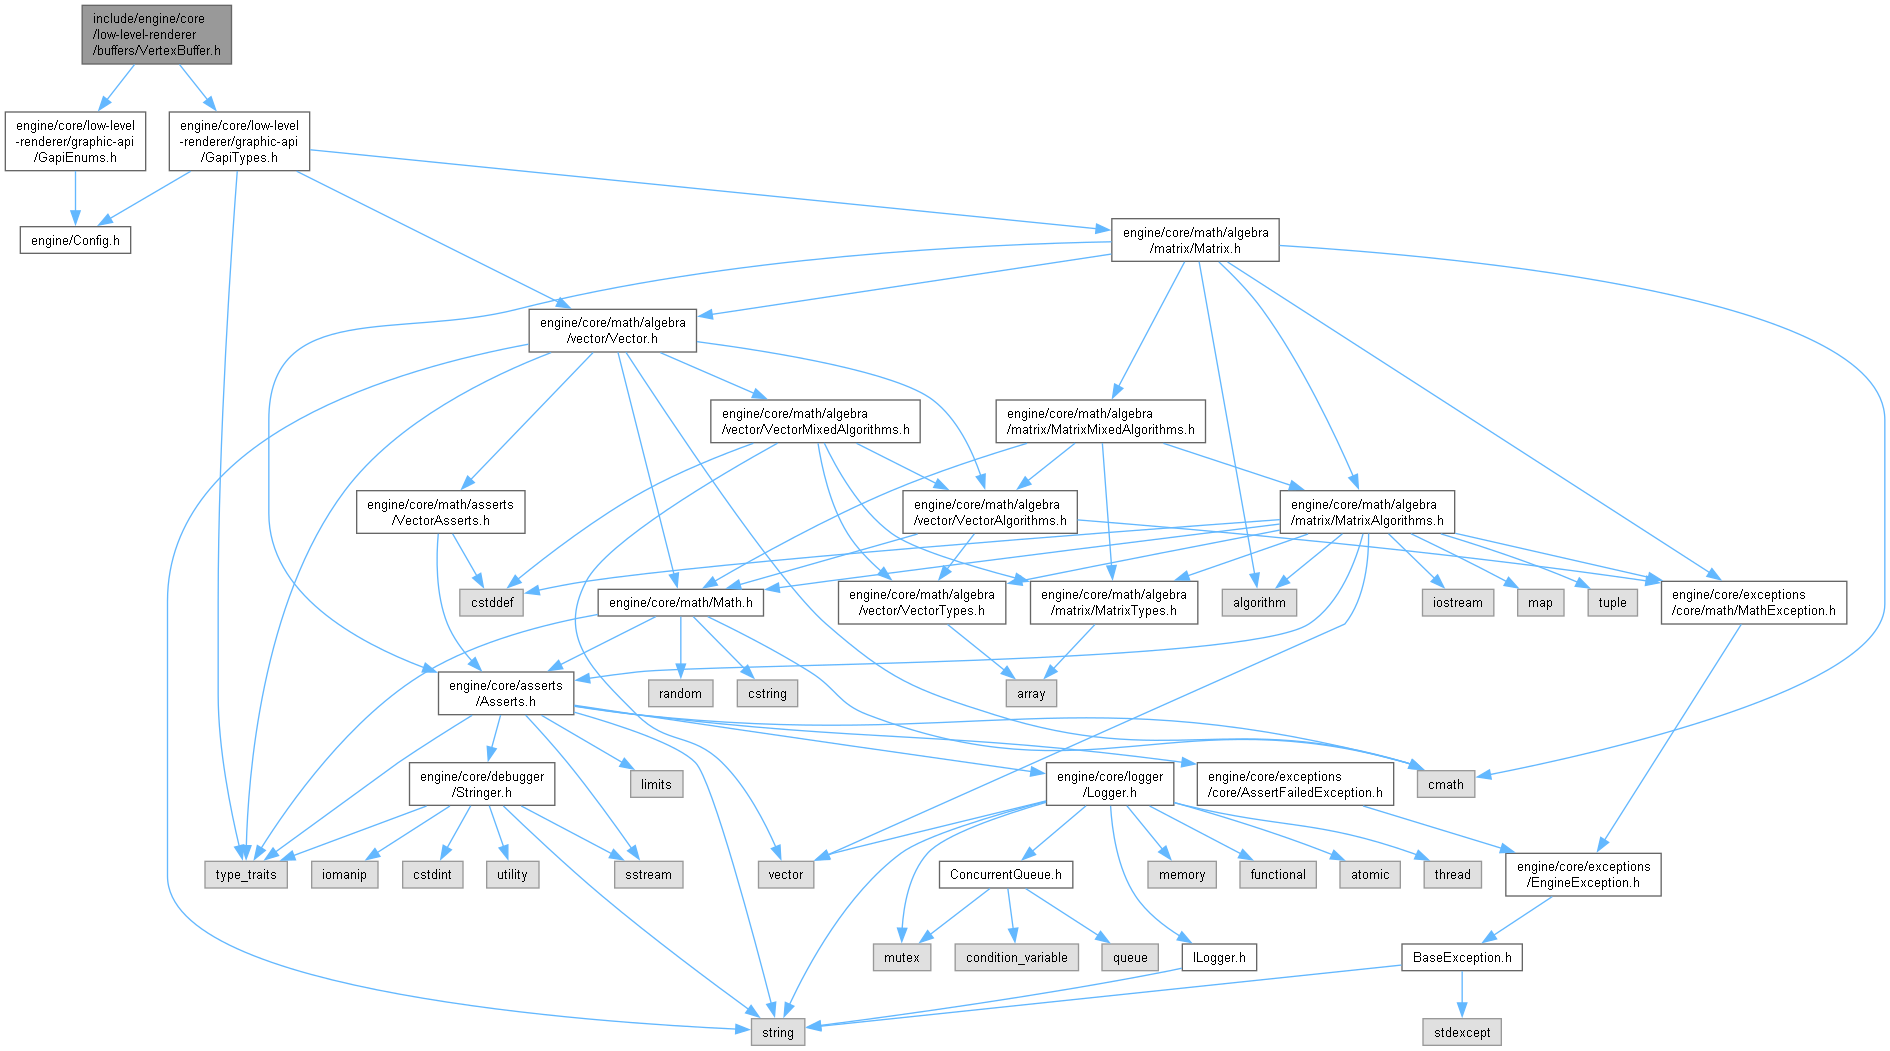 include/engine/core
/low-level-renderer
/buffers/VertexBuffer.h
engine/core/low-level
-renderer/graphic-api
/GapiEnums.h
engine/core/low-level
-renderer/graphic-api
/GapiTypes.h
engine/Config.h
engine/core/math/algebra
/matrix/Matrix.h
engine/core/math/algebra
/vector/Vector.h
engine/core/math/algebra
/vector/VectorMixedAlgorithms.h
engine/core/math/algebra
/matrix/MatrixMixedAlgorithms.h
engine/core/math/asserts
/VectorAsserts.h
engine/core/math/algebra
/vector/VectorAlgorithms.h
engine/core/math/algebra
/matrix/MatrixAlgorithms.h
cstddef
engine/core/math/Math.h
engine/core/math/algebra
/vector/VectorTypes.h
engine/core/math/algebra
/matrix/MatrixTypes.h
algorithm
iostream
map
tuple
engine/core/exceptions
/core/math/MathException.h
engine/core/asserts
/Asserts.h
random
cstring
array
engine/core/debugger
/Stringer.h
limits
engine/core/logger
/Logger.h
engine/core/exceptions
/core/AssertFailedException.h
cmath
type_traits
iomanip
cstdint
utility
sstream
vector
ConcurrentQueue.h
memory
functional
atomic
thread
engine/core/exceptions
/EngineException.h
mutex
condition_variable
queue
ILogger.h
BaseException.h
string
stdexcept